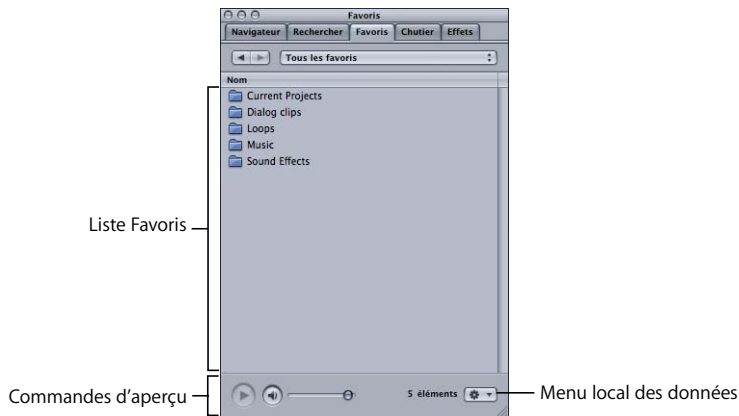 Favoris
Navigateur Rechercher Favoris Chutier Effets
Tous les favoris
Nom
Current Projects
Dialog clips
Loops
Music
Sound Effects
Liste Favoris
Commandes d'aperçu
5 éléments
Menu local des données